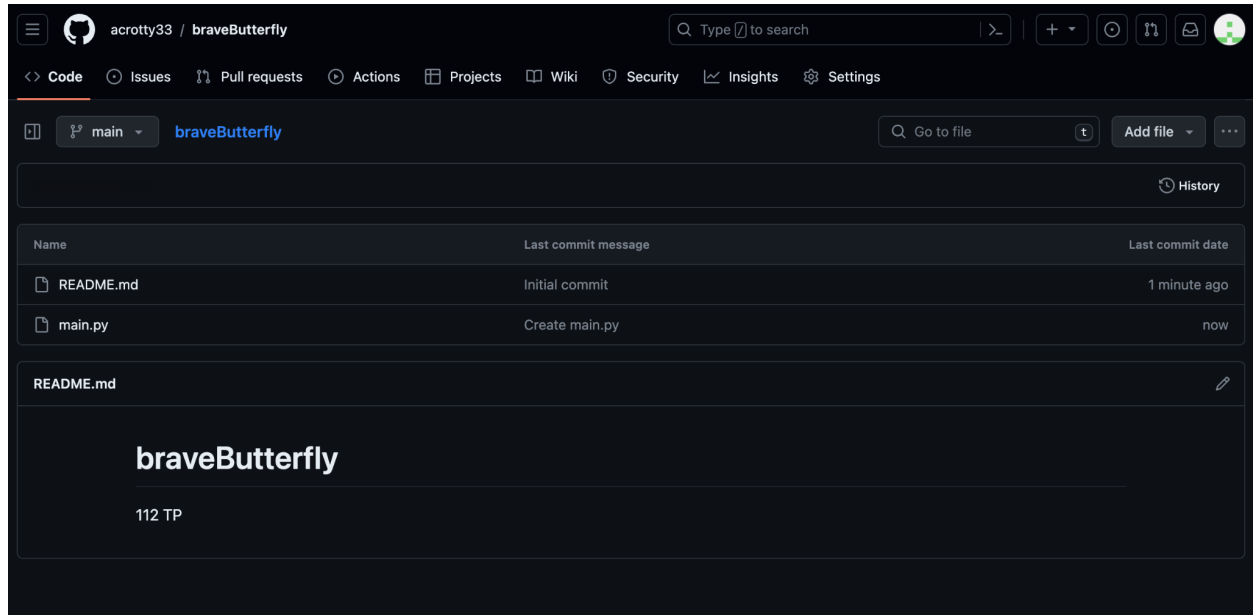 acrotty33 / braveButterfly Type / to search >_ +
<> Code Issues Pull requests Actions Projects Wiki Security Insights Settings
main braveButterfly Go to file t Add file ...
History
Name Last commit message Last commit date
README.md Initial commit 1 minute ago
main.py Create main.py now
README.md
braveButterfly
112 TP